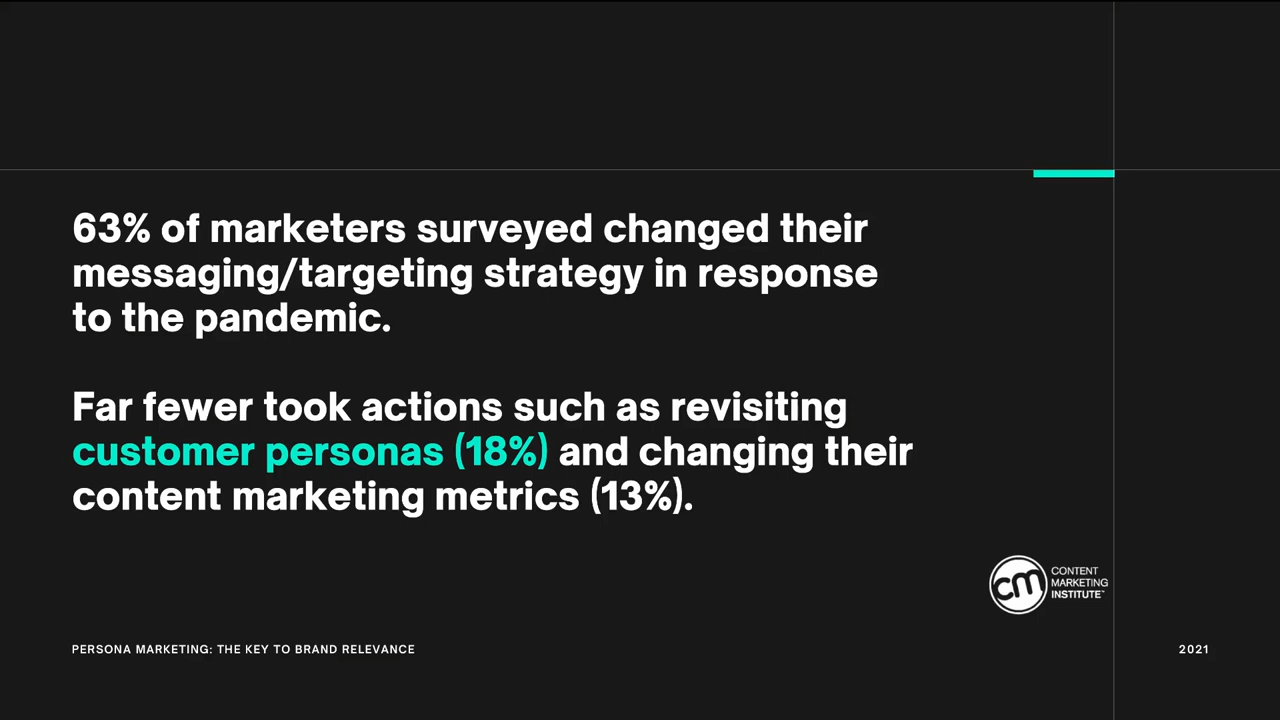 63% of marketers surveyed changed their
messaging/targeting strategy in response
to the pandemic.
Far fewer took actions such as revisiting
customer personas (18%) and changing their
content marketing metrics (13%).
cm
CONTENT
MARKETING
INSTITUTE™
PERSONA MARKETING: THE KEY TO BRAND RELEVANCE
2021